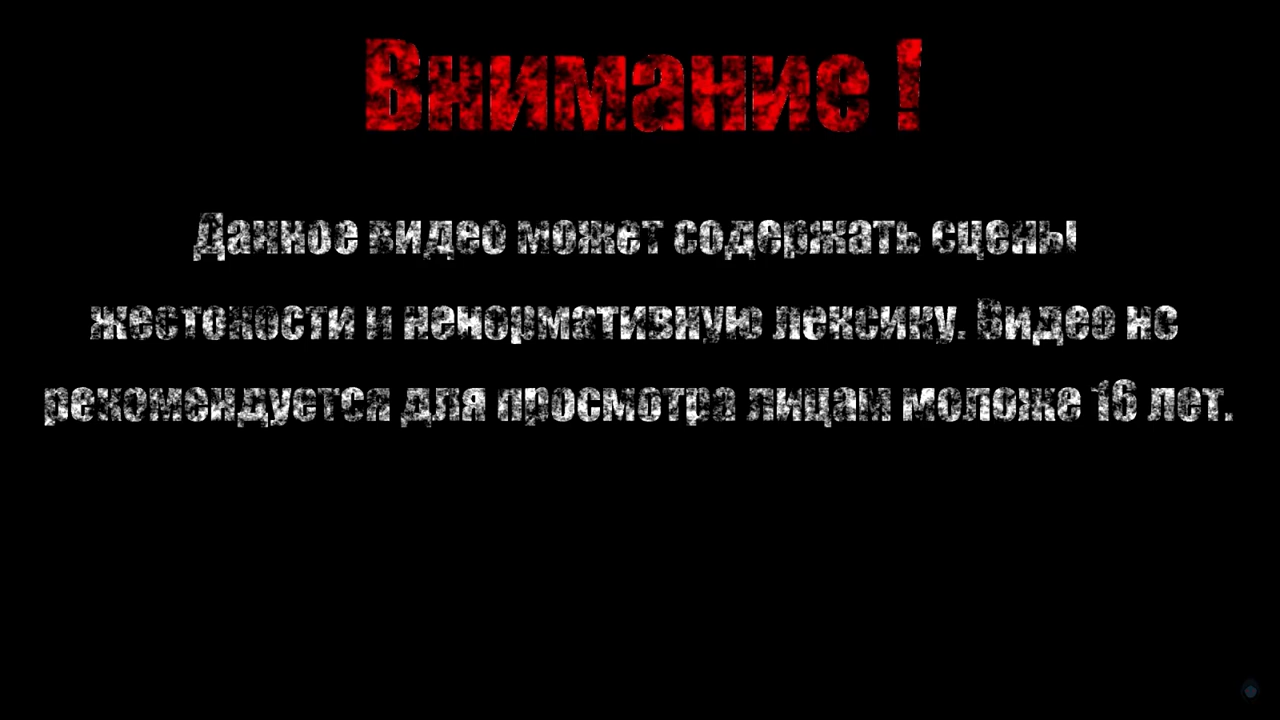 Внимание !
Данное видео может содержать сцены
жестокости и ненормативную лексику. Видео не
рекомендуется для просмотра лицам моложе 16 лет.